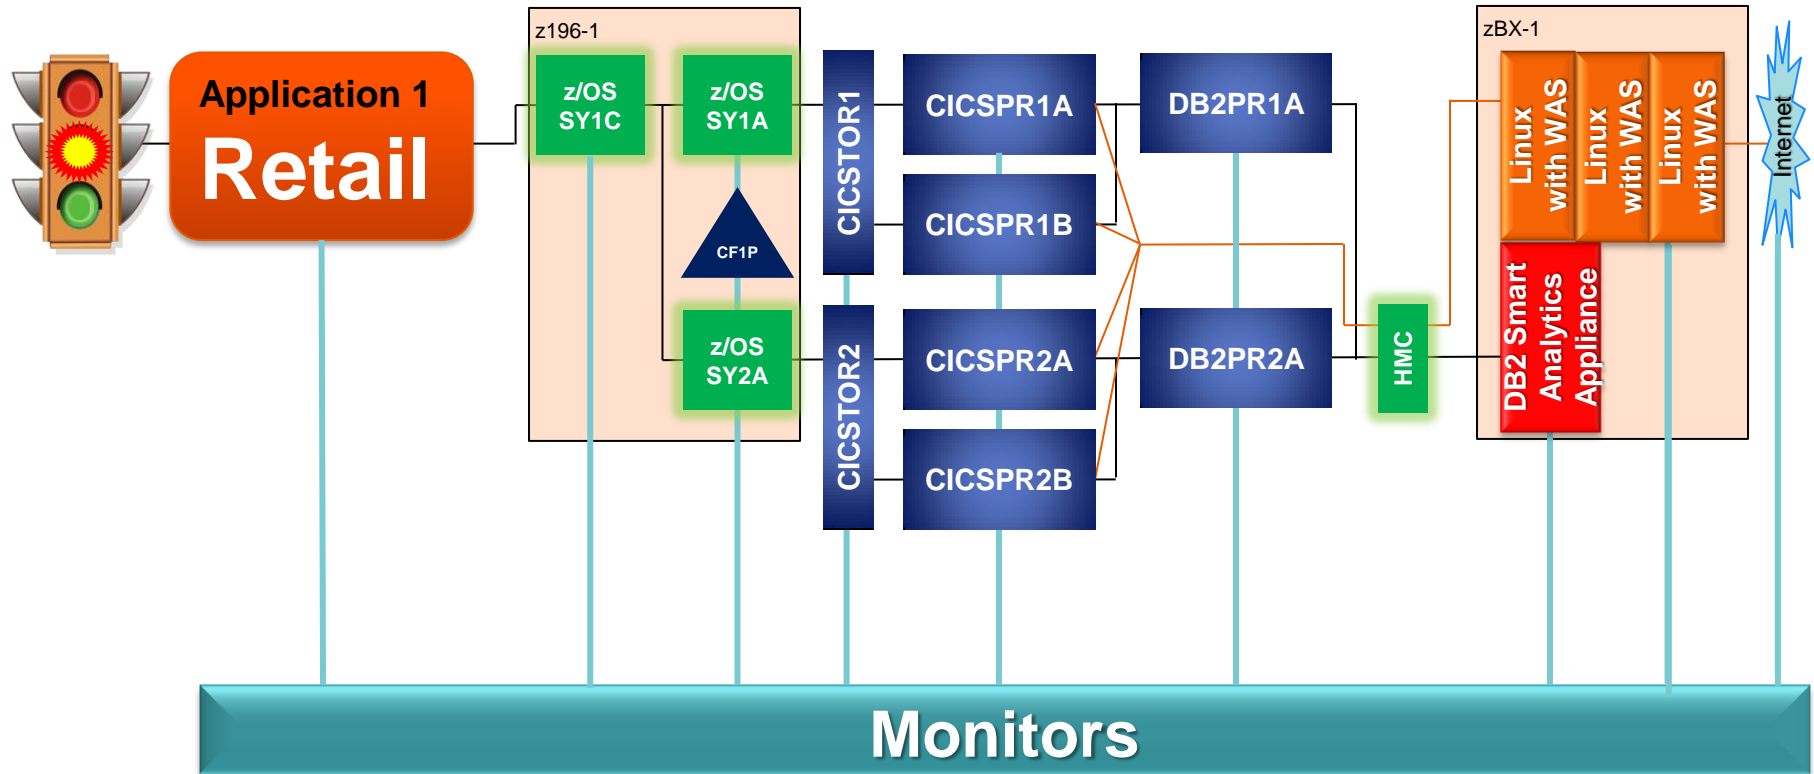 z196-1
zBX-1
Application 1
Retail
z/OS
SY1C
z/OS
SY1A
CF1P
z/OS
SY2A
CICSTOR1
CICSTOR2
CICSPR1A
CICSPR1B
CICSPR2A
CICSPR2B
DB2PR1A
DB2PR2A
HMC
Linux
with WAS
Linux
with WAS
Linux
with WAS
DB2 Smart
Analytics
Appliance
Internet
Monitors